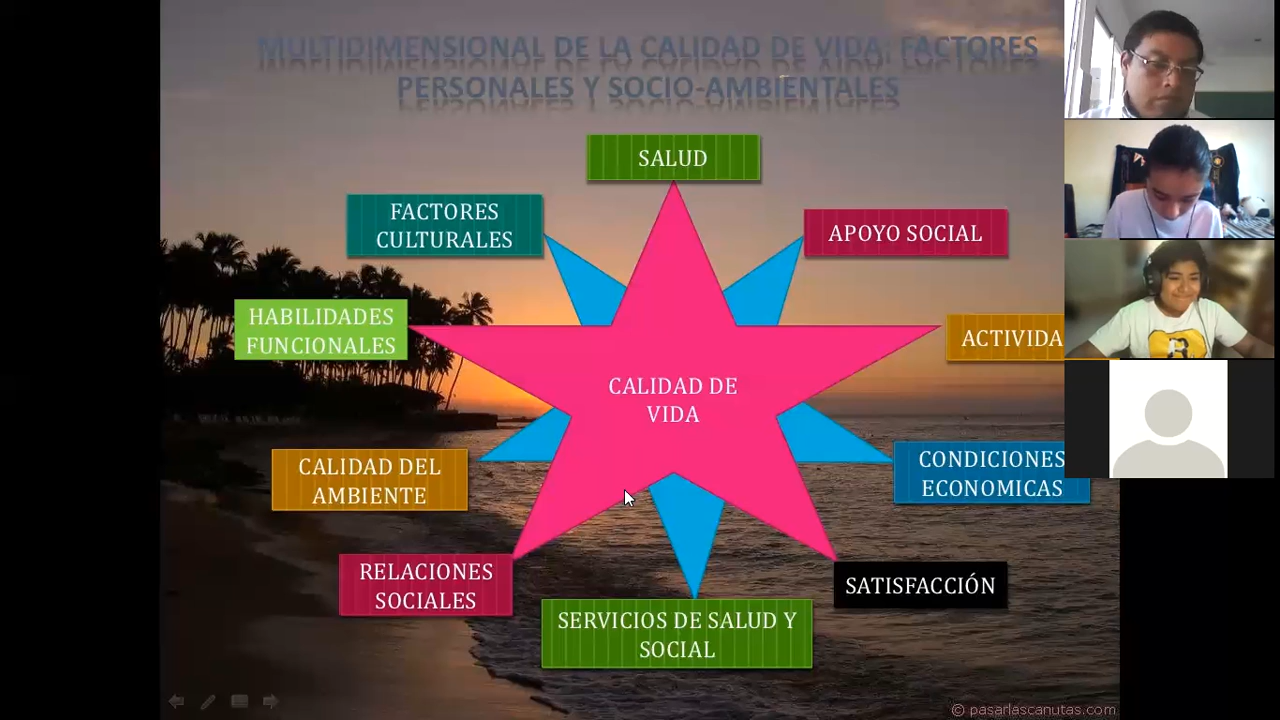 MULTIDIMENSIONAL DE LA CALIDAD DE VIDA: FACTORES
PERSONALES Y SOCIO-AMBIENTALES
SALUD
FACTORES
CULTURALES
APOYO SOCIAL
HABILIDADES
FUNCIONALES
ACTIVIDA
CALIDAD DE
VIDA
CALIDAD DEL
AMBIENTE
CONDICIONES
ECONOMICAS
RELACIONES
SOCIALES
SATISFACCIÓN
SERVICIOS DE SALUD Y
SOCIAL
© pasarlascanutas.com